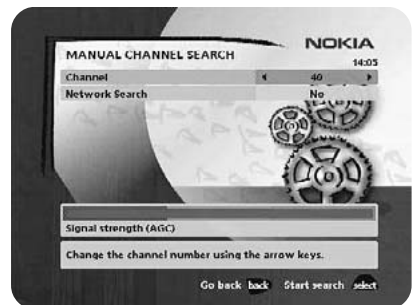 NOKIA
MANUAL CHANNEL SEARCH
14:05
Channel 40
Network Search No
Signal strength (AGC)
Change the channel number using the arrow keys.
Go back back Start search select